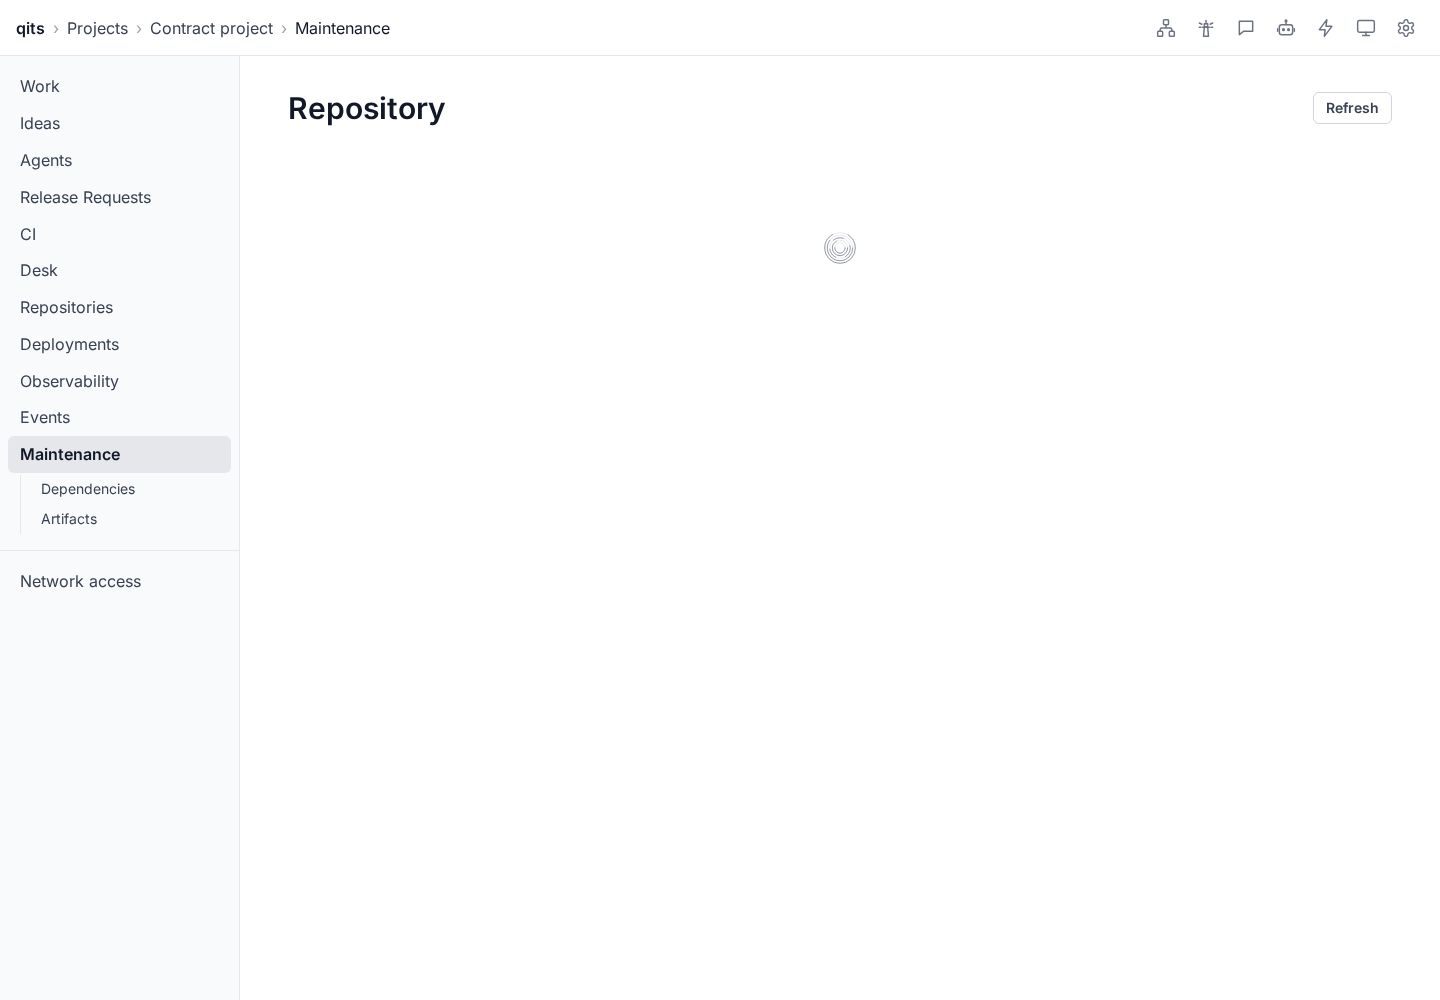 qits › Projects › Contract project › Maintenance
Work
Ideas
Agents
Release Requests
CI
Desk
Repositories
Deployments
Observability
Events
Maintenance
Dependencies
Artifacts
Network access
Repository
Refresh